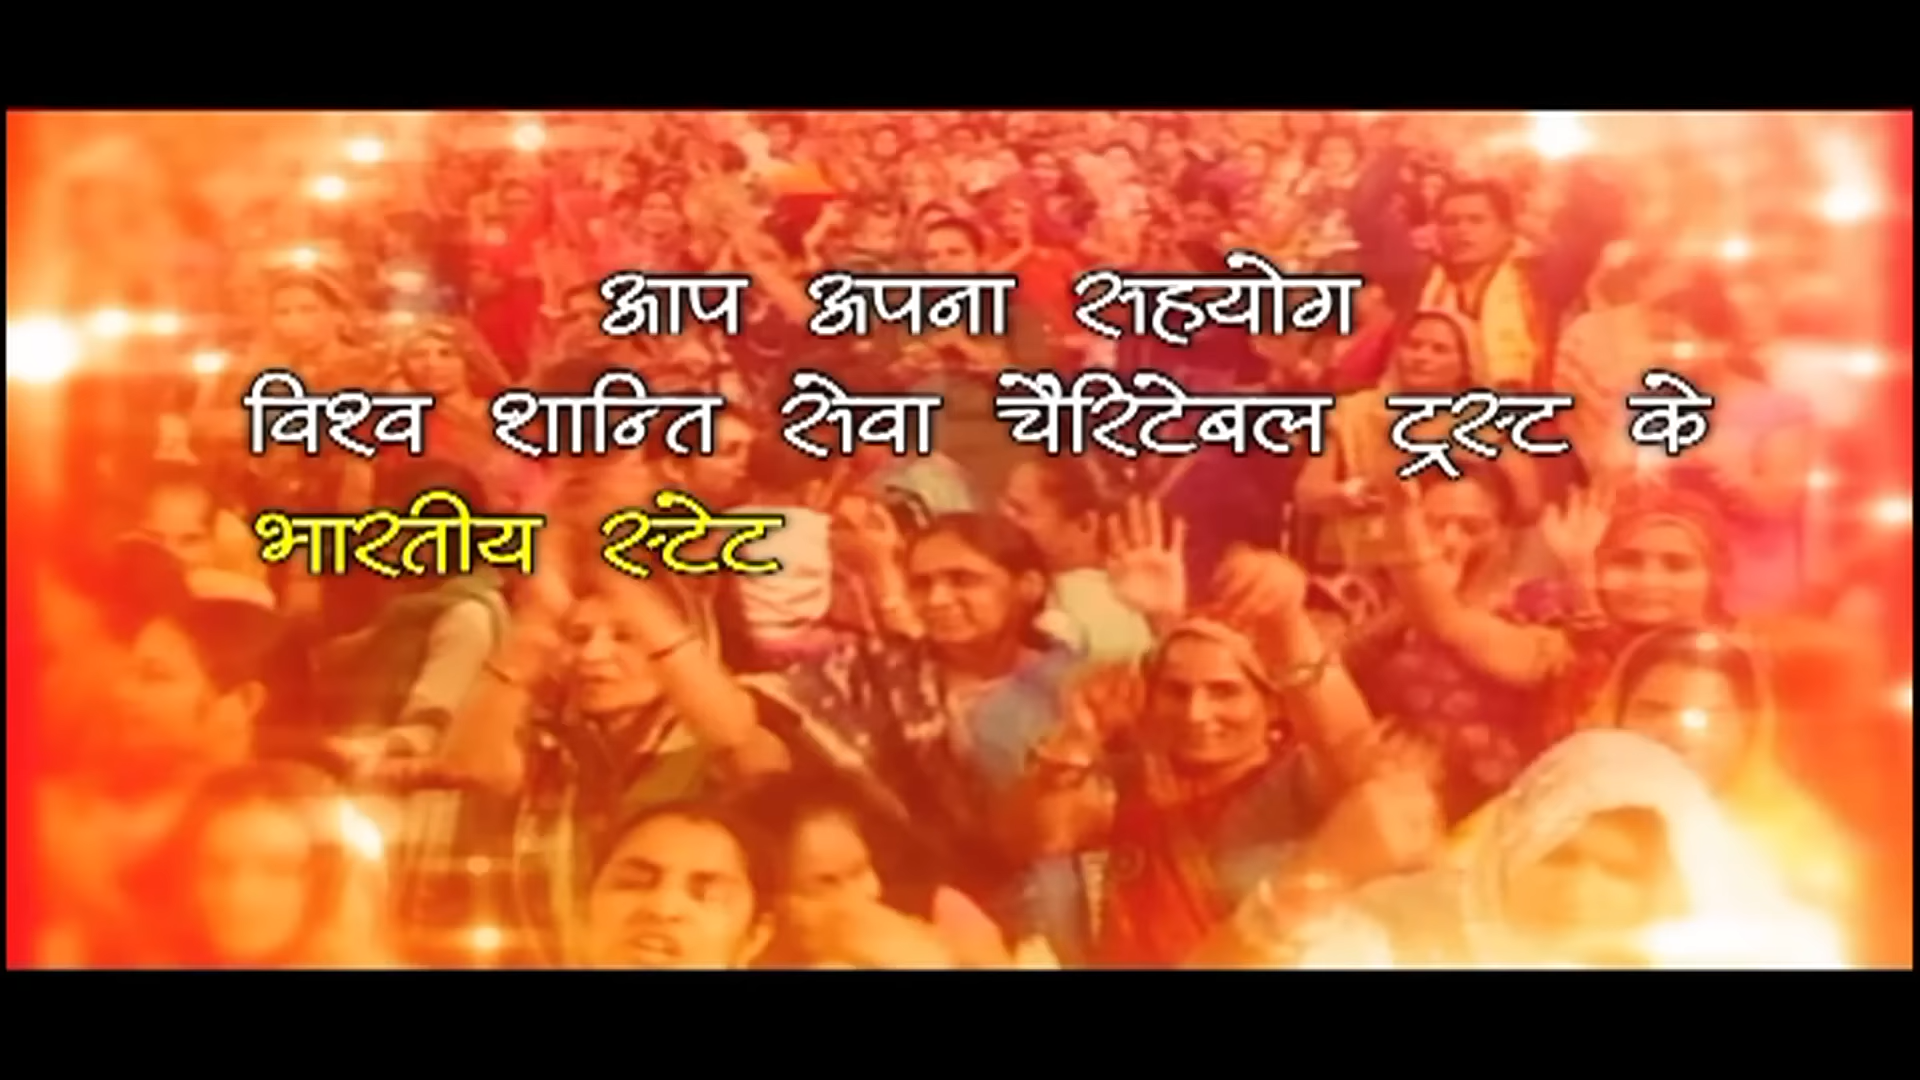 आप अपना सहयोग
विश्व शान्ति सेवा चैरिटेबल ट्रस्ट के
भारतीय स्टेट